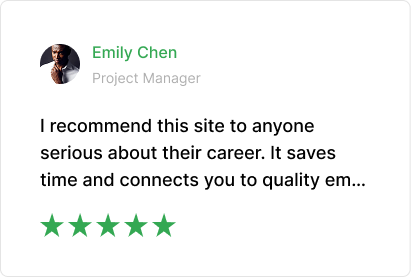 Emily Chen
Project Manager
I recommend this site to anyone
serious about their career. It saves
time and connects you to quality em...